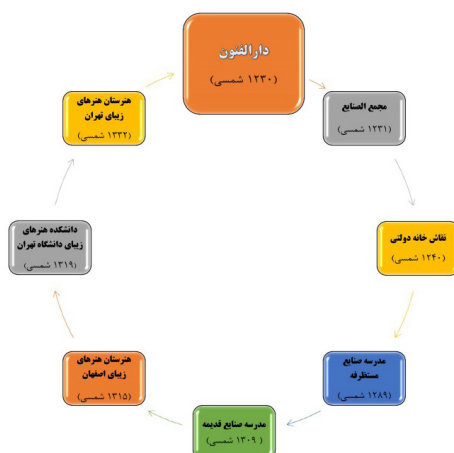 دارالفنون
(۱۲۳۰ شمسی)
مجمع الصنایع
(۱۲۳۱ شمسی)
نقاش خانه دولتی
(۱۲۴۰ شمسی)
مدرسه صنایع
مستظرفه
(۱۲۸۹ شمسی)
مدرسه صنایع قدیمه
(۱۳۰۹ شمسی)
هنرستان هنرهای
زیبای اصفهان
(۱۳۱۵ شمسی)
دانشکده هنرهای
زیبای دانشگاه تهران
(۱۳۱۹ شمسی)
هنرستان هنرهای
زیبای تهران
(۱۳۳۲ شمسی)